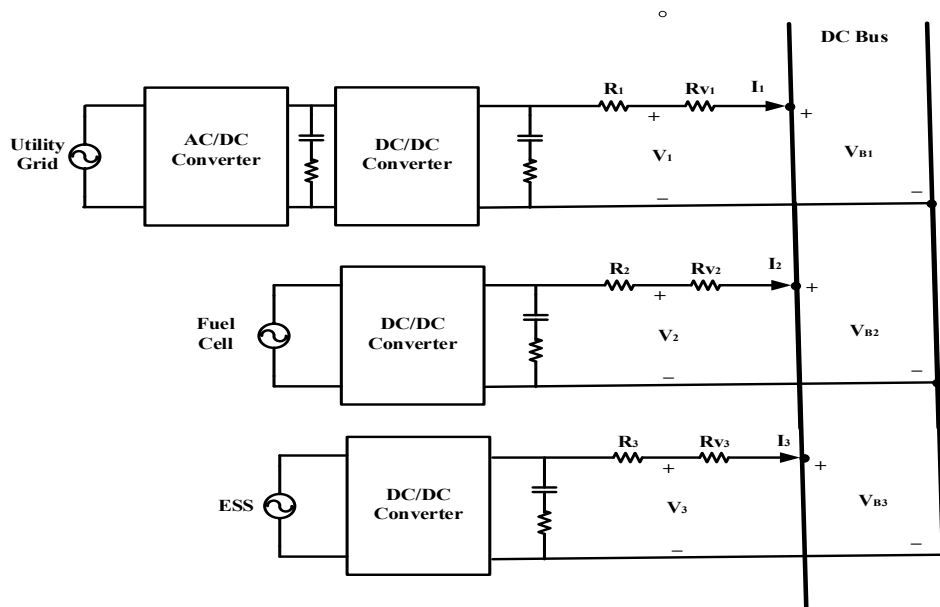 DC Bus
R1
Rv1
I1
+
+
Utility
Grid
AC/DC
Converter
DC/DC
Converter
V1
VB1
–
–
R2
Rv2
I2
+
+
Fuel
Cell
DC/DC
Converter
V2
VB2
–
–
R3
Rv3
I3
+
+
ESS
DC/DC
Converter
V3
VB3
–
–